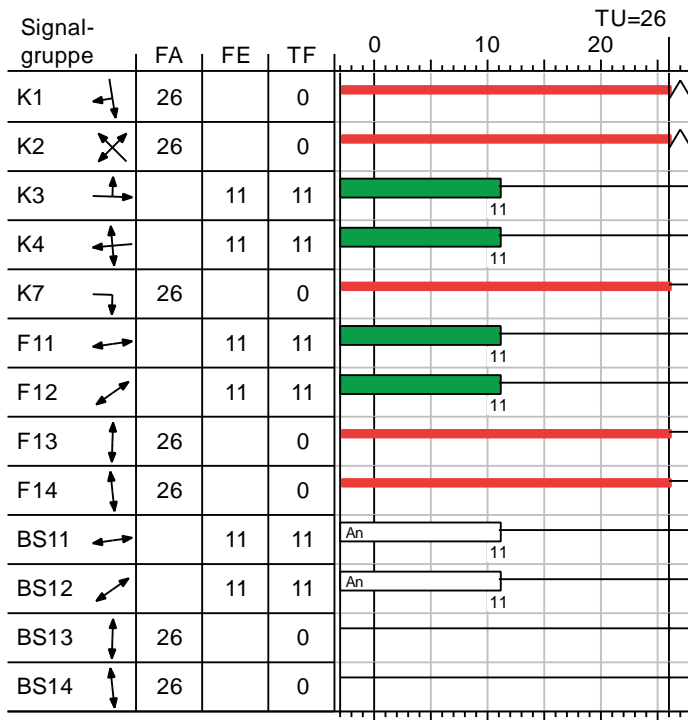 TU=26
Signal-
gruppe FA FE TF 0 10 20
K1 26 0
K2 26 0
K3 11 11
11
K4 11 11
11
K7 26 0
F11 11 11
11
F12 11 11
11
F13 26 0
F14 26 0
BS11 11 11 An
11
BS12 11 11 An
11
BS13 26 0
BS14 26 0